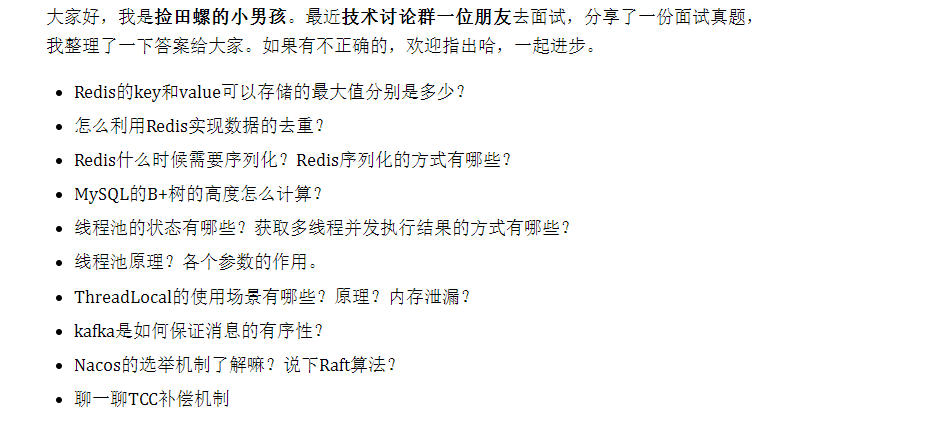 大家好，我是捡田螺的小男孩。最近技术讨论群一位朋友去面试，分享了一份面试真题，
我整理了一下答案给大家。如果有不正确的，欢迎指出哈，一起进步。
• Redis的key和value可以存储的最大值分别是多少？
• 怎么利用Redis实现数据的去重？
• Redis什么时候需要序列化？Redis序列化的方式有哪些？
• MySQL的B+树的高度怎么计算？
• 线程池的状态有哪些？获取多线程并发执行结果的方式有哪些？
• 线程池原理？各个参数的作用。
• ThreadLocal的使用场景有哪些？原理？内存泄漏？
• kafka是如何保证消息的有序性？
• Nacos的选举机制了解嘛？说下Raft算法？
• 聊一聊TCC补偿机制